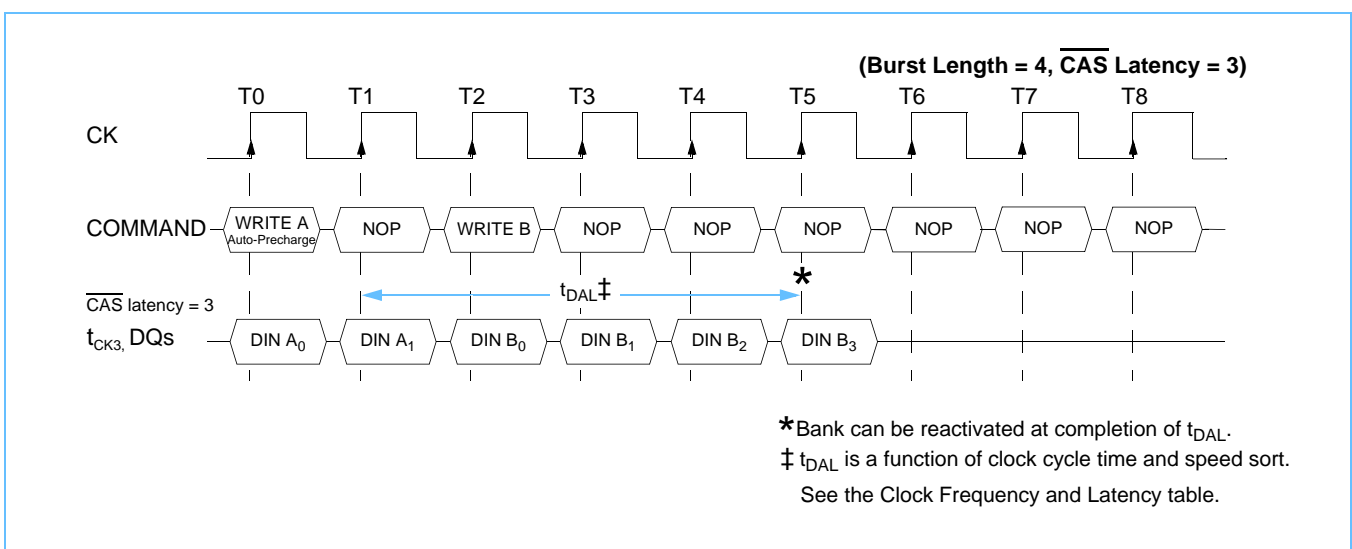 (Burst Length = 4, CAS Latency = 3)
T0 T1 T2 T3 T4 T5 T6 T7 T8
CK
COMMAND WRITE A Auto-Precharge NOP WRITE B NOP NOP NOP NOP NOP NOP
tDAL‡ *
CAS latency = 3
tCK3, DQs DIN A0 DIN A1 DIN B0 DIN B1 DIN B2 DIN B3
*Bank can be reactivated at completion of tDAL.
‡ tDAL is a function of clock cycle time and speed sort.
See the Clock Frequency and Latency table.